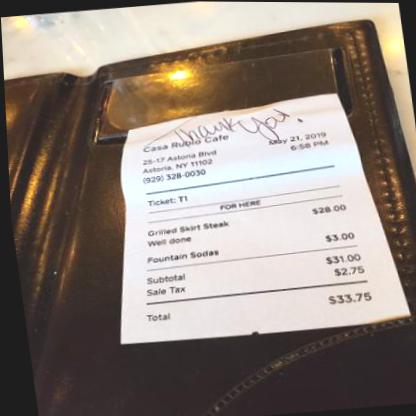 Thank You!
Casa Rubio Cafe
25-17 Astoria Blvd
Astoria, NY 11102
(929) 328-0030
May 21, 2019
6:58 PM
Ticket: T1
FOR HERE
Grilled Skirt Steak $28.00
Well done
Fountain Sodas $3.00
Subtotal $31.00
Sale Tax $2.75
Total $33.75